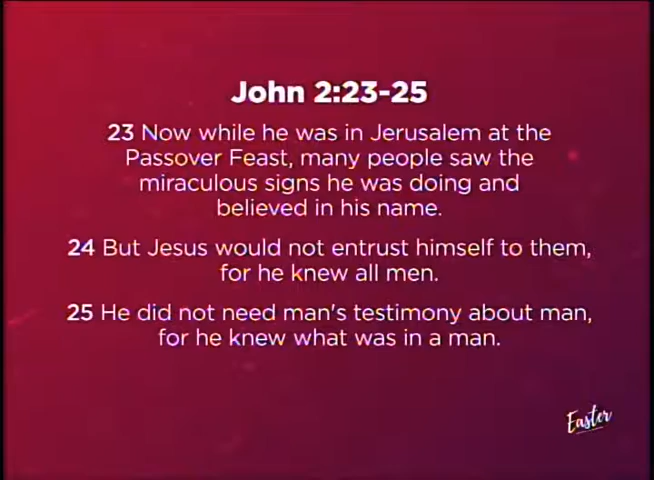 John 2:23-25
23 Now while he was in Jerusalem at the
Passover Feast, many people saw the
miraculous signs he was doing and
believed in his name.
24 But Jesus would not entrust himself to them,
for he knew all men.
25 He did not need man's testimony about man,
for he knew what was in a man.
Easter